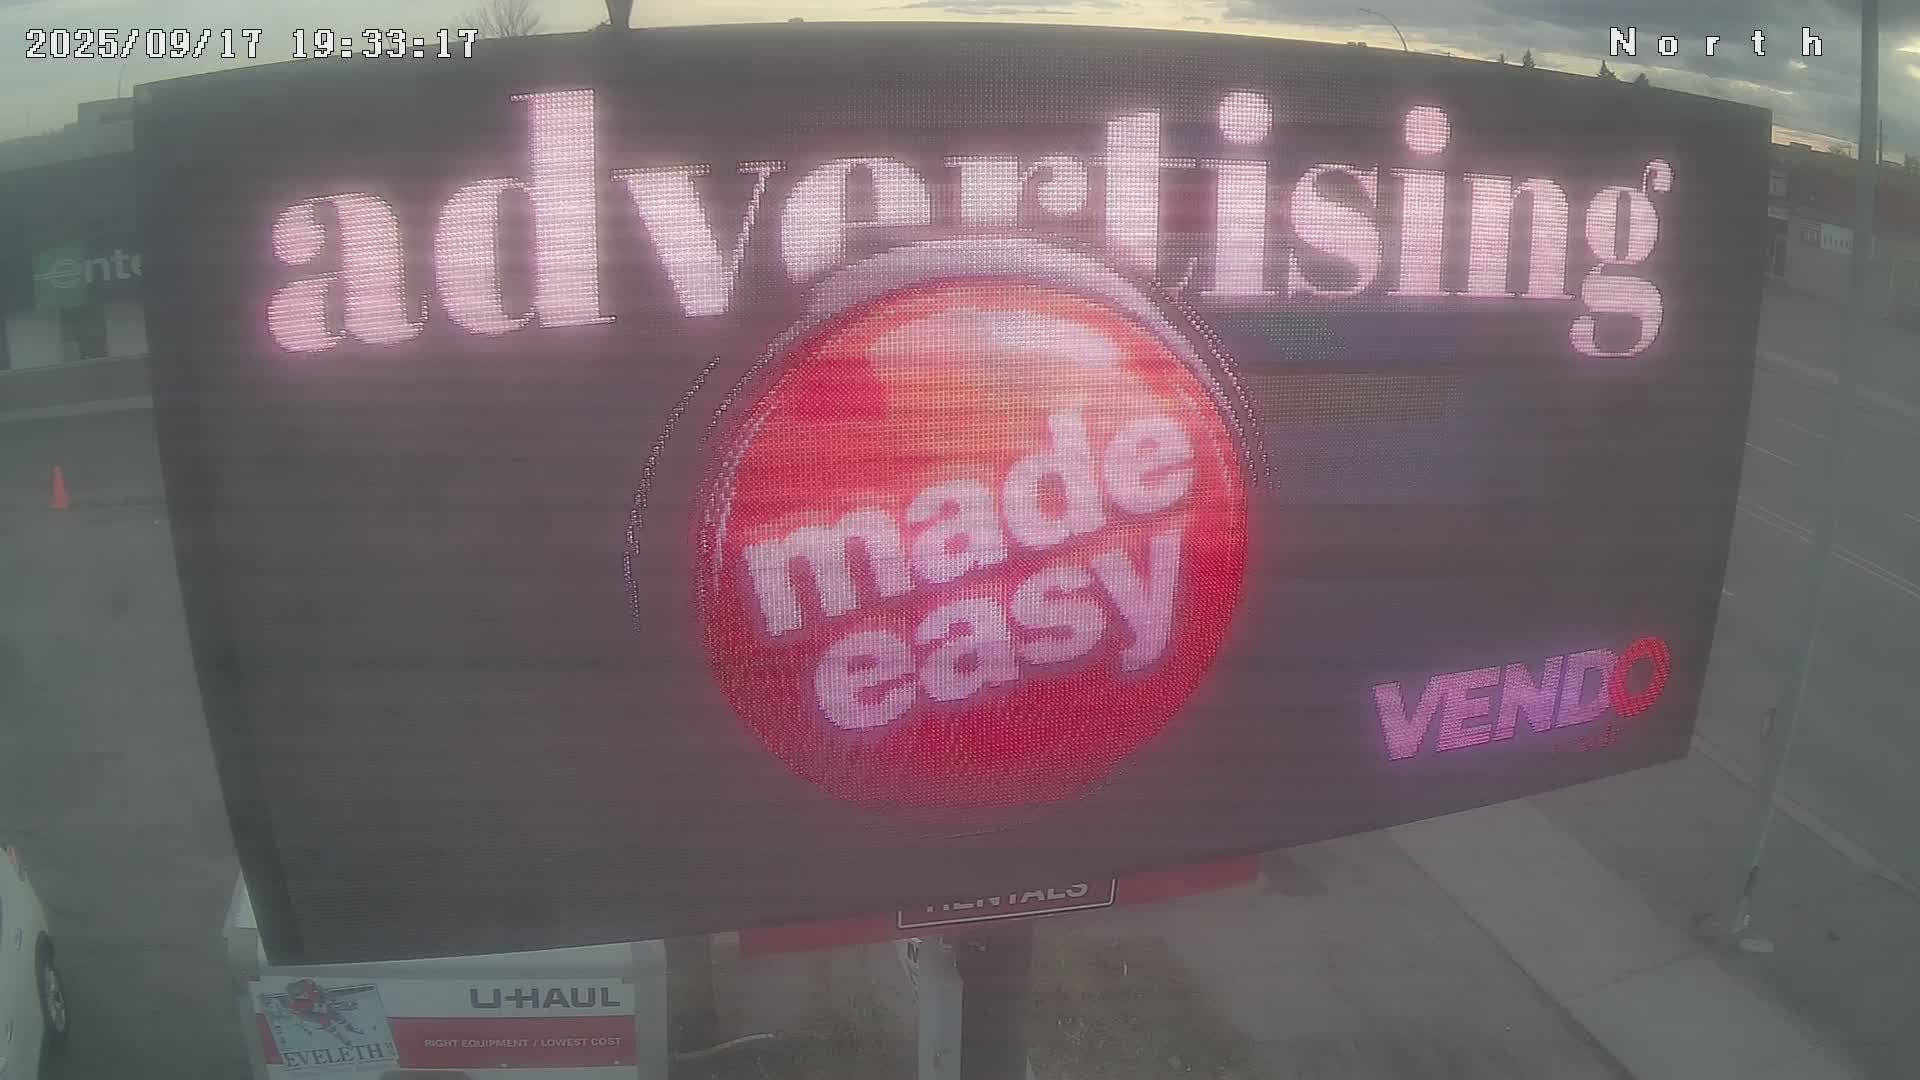 2025/09/17 19:33:17
North
advertising
made
easy
VENDO
RENTALS
U-HAUL
RIGHT EQUIPMENT / LOWEST COST
EVELETH